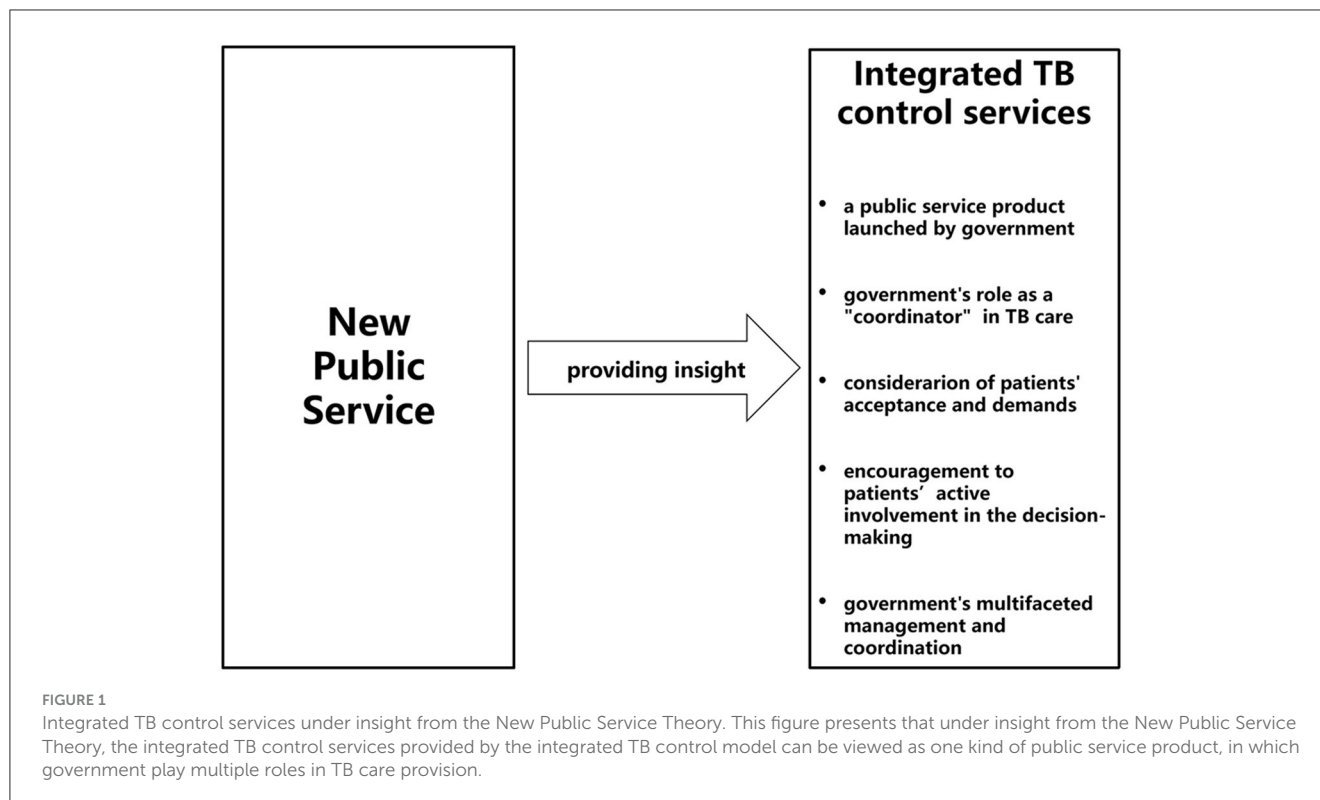 New
Public
Service
providing insight
Integrated TB
control services
• a public service product
launched by government
• government's role as a
"coordinator" in TB care
• considerarion of patients'
acceptance and demands
• encouragement to
patients’ active
involvement in the decision-
making
• government's multifaceted
management and
coordination
FIGURE 1
Integrated TB control services under insight from the New Public Service Theory. This figure presents that under insight from the New Public Service
Theory, the integrated TB control services provided by the integrated TB control model can be viewed as one kind of public service product, in which
government play multiple roles in TB care provision.